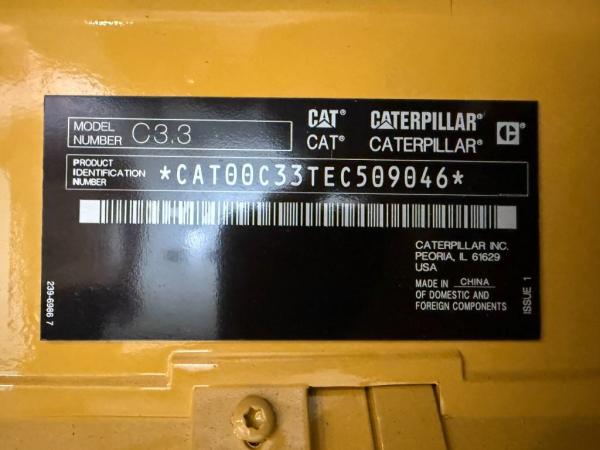 MODEL NUMBER C3.3
CAT® CATERPILLAR® C®
CAT® CATERPILLAR®
PRODUCT IDENTIFICATION NUMBER *CAT00C33TEC509046*
CATERPILLAR INC.
PEORIA, IL 61629
USA
MADE IN CHINA
OF DOMESTIC AND
FOREIGN COMPONENTS
239-6986 7
ISSUE 1